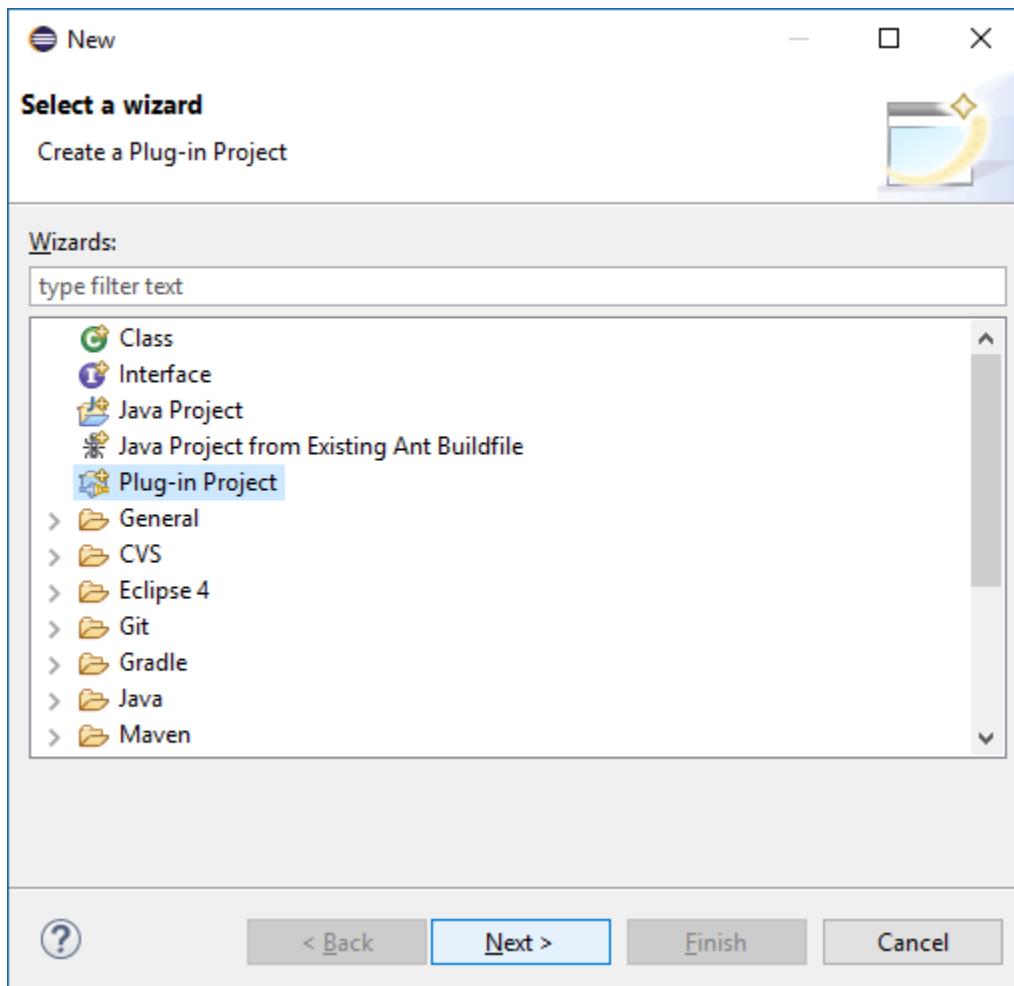 New
Select a wizard
Create a Plug-in Project
Wizards:
type filter text
Class
Interface
Java Project
Java Project from Existing Ant Buildfile
Plug-in Project
General
CVS
Eclipse 4
Git
Gradle
Java
Maven
? < Back Next > Finish Cancel